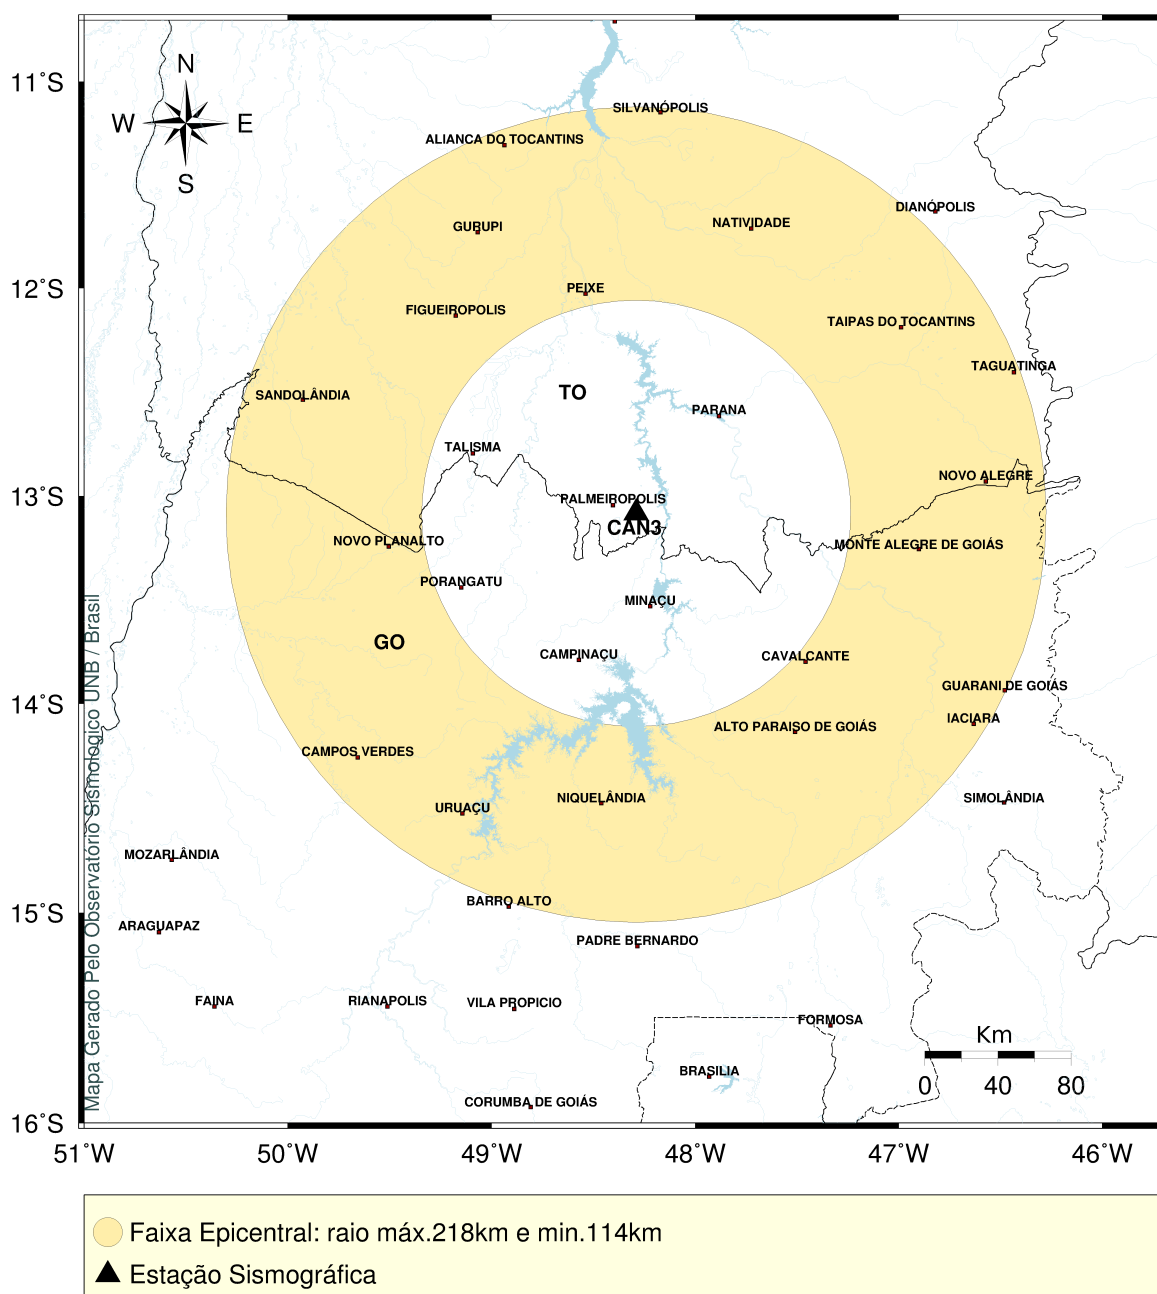 N
W
E
S
11°S
12°S
13°S
14°S
15°S
16°S
SILVANÓPOLIS
ALIANCA DO TOCANTINS
DIANÓPOLIS
NATIVIDADE
GURUPI
PEIXE
FIGUEIROPOLIS
TAIPAS DO TOCANTINS
TAGUATINGA
TO
SANDOLÂNDIA
PARANA
TALISMA
NOVO ALEGRE
PALMEIROPOLIS
CAN3
NOVO PLANALTO
MONTE ALEGRE DE GOIÁS
PORANGATU
MINAÇU
GO
CAMPINAÇU
CAVALCANTE
GUARANI DE GOIÁS
IACIARA
ALTO PARAISO DE GOIÁS
CAMPOS VERDES
NIQUELÂNDIA
SIMOLÂNDIA
URUAÇU
MOZARLÂNDIA
BARRO ALTO
ARAGUAPAZ
PADRE BERNARDO
FAINA
RIANAPOLIS
VILA PROPICIO
FORMOSA
Km
0 40 80
BRASILIA
CORUMBA DE GOIÁS
Mapa Gerado Pelo Observatório Sismologico UNB / Brasil
51°W 50°W 49°W 48°W 47°W 46°W
Faixa Epicentral: raio máx.218km e min.114km
Estação Sismográfica